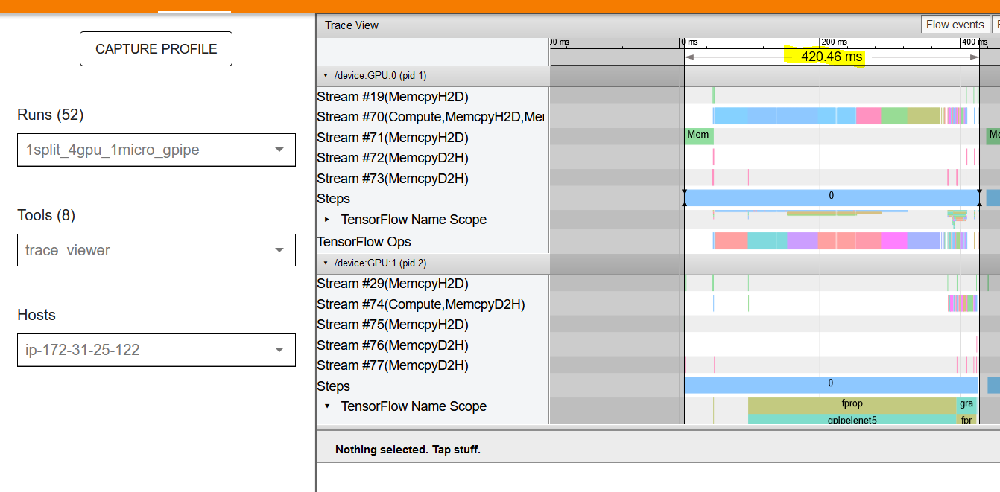 CAPTURE PROFILE
Runs (52)
1split_4gpu_1micro_gpipe
Tools (8)
trace_viewer
Hosts
ip-172-31-25-122
Trace View
Flow events
00 ms
0 ms
200 ms
400 ms
420.46 ms
/device:GPU:0 (pid 1)
Stream #19(MemcpyH2D)
Stream #70(Compute,MemcpyH2D,Me
Stream #71(MemcpyH2D)
Mem
Me
Stream #72(MemcpyD2H)
Stream #73(MemcpyD2H)
Steps
0
TensorFlow Name Scope
TensorFlow Ops
/device:GPU:1 (pid 2)
Stream #29(MemcpyH2D)
Stream #74(Compute,MemcpyD2H)
Stream #75(MemcpyH2D)
Stream #76(MemcpyD2H)
Stream #77(MemcpyD2H)
Steps
0
TensorFlow Name Scope
fprop
gra
gpipelenet5
fpr
Nothing selected. Tap stuff.